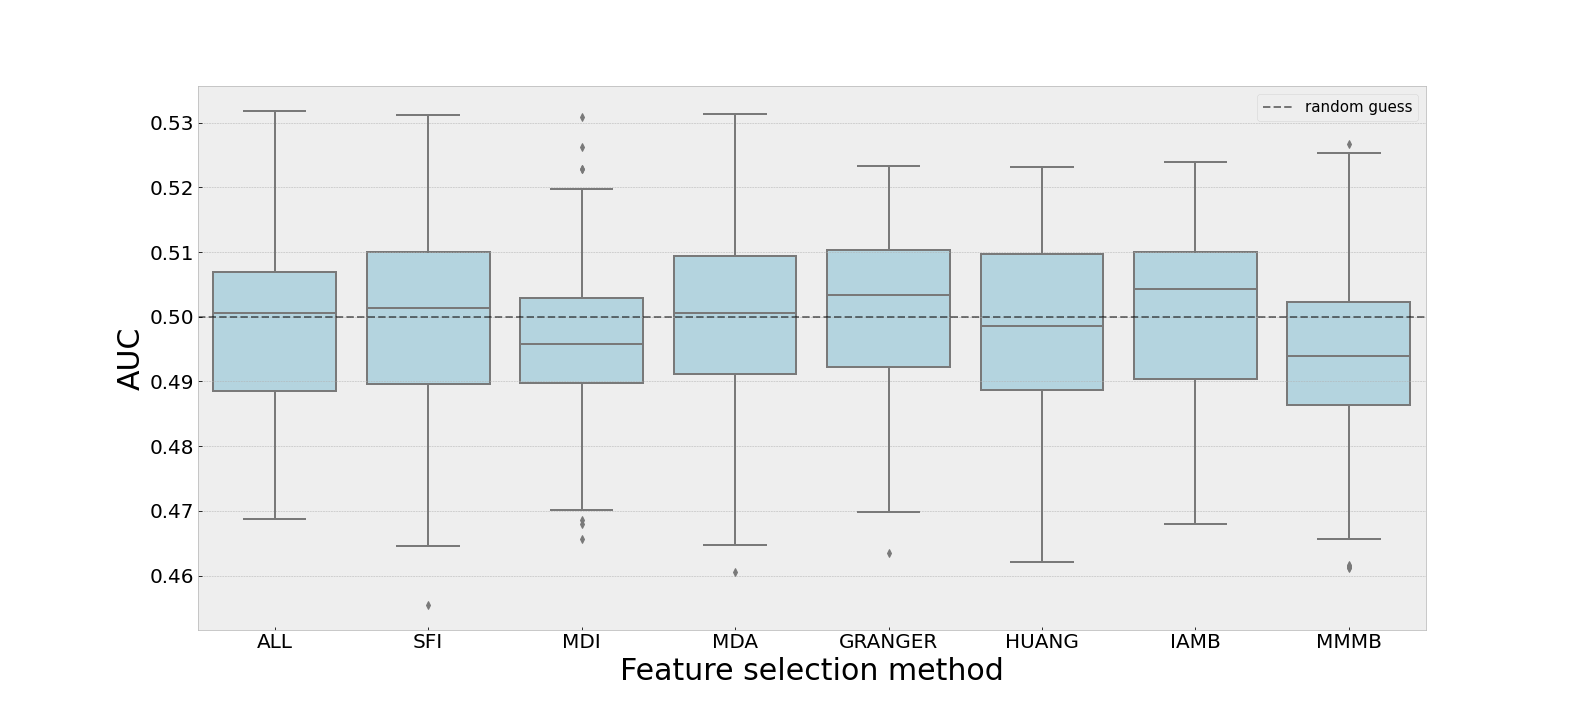 random guess
0.53
0.52
0.51
0.50
0.49
0.48
0.47
0.46
AUC
ALL SFI MDI MDA GRANGER HUANG IAMB MMMB
Feature selection method